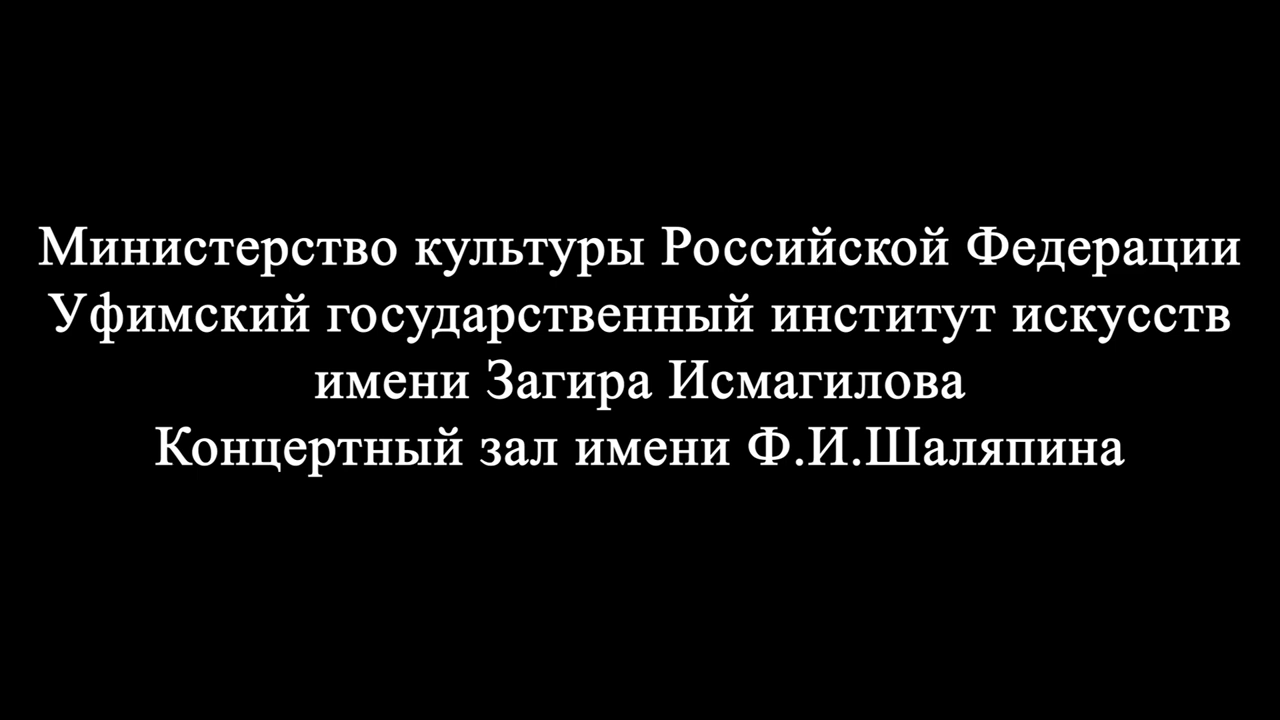 Министерство культуры Российской Федерации
Уфимский государственный институт искусств
имени Загира Исмагилова
Концертный зал имени Ф.И.Шаляпина